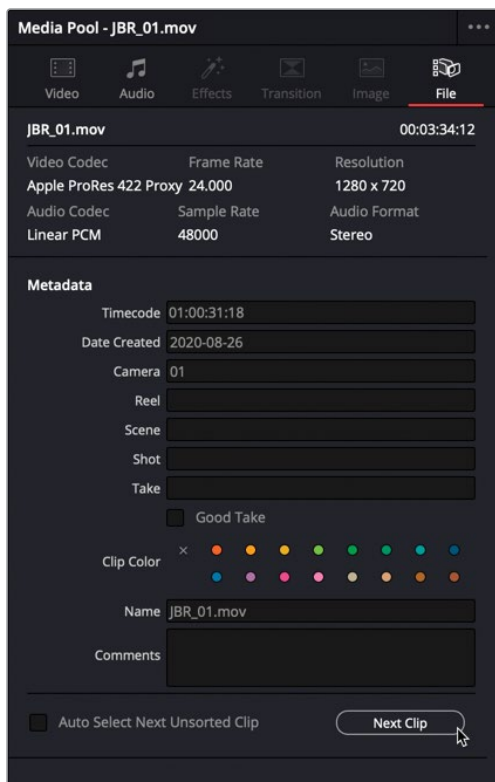 Media Pool - JBR_01.mov
Video Audio Effects Transition Image File
JBR_01.mov 00:03:34:12
Video Codec Frame Rate Resolution
Apple ProRes 422 Proxy 24.000 1280 x 720
Audio Codec Sample Rate Audio Format
Linear PCM 48000 Stereo
Metadata
Timecode 01:00:31:18
Date Created 2020-08-26
Camera 01
Reel
Scene
Shot
Take
Good Take
Clip Color
Name JBR_01.mov
Comments
Auto Select Next Unsorted Clip Next Clip